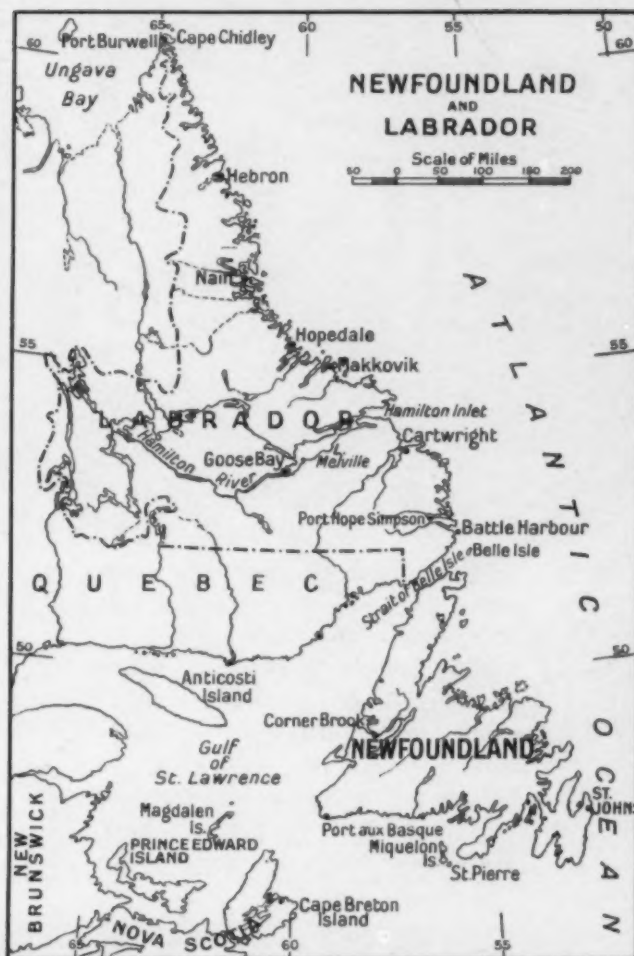 65
60
55
60
50
Port Burwell
Cape Chidley
Ungava
Bay
NEWFOUNDLAND
AND
LABRADOR
Scale of Miles
50 0 50 100 150 200
Hebron
Nain
Hopedale
Makkovik
55
55
LABRADOR
Hamilton Inlet
Hamilton
River
Goose Bay
Melville
Cartwright
ATLANTIC OCEAN
Port Hope Simpson
Battle Harbour
Belle Isle
Strait of Belle Isle
QUEBEC
50
50
Anticosti
Island
Corner Brook
NEWFOUNDLAND
Gulf
of
St. Lawrence
ST.
JOHNS
Magdalen
Is.
PRINCE EDWARD
ISLAND
Port aux Basque
Miquelon
Is.
St. Pierre
NEW
BRUNSWICK
Cape Breton
Island
NOVA SCOTIA
65
60
55